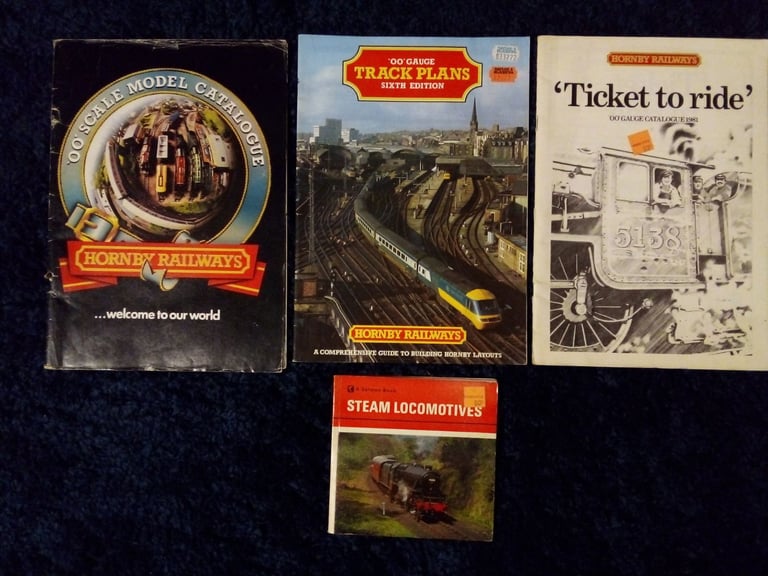 'OO' SCALE MODEL CATALOGUE
HORNBY RAILWAYS
...welcome to our world
'OO' GAUGE
TRACK PLANS
SIXTH EDITION
HORNBY RAILWAYS
A COMPREHENSIVE GUIDE TO BUILDING HORNBY LAYOUTS
HORNBY RAILWAYS
'Ticket to ride'
'OO' GAUGE CATALOGUE 1981
5138
STEAM LOCOMOTIVES